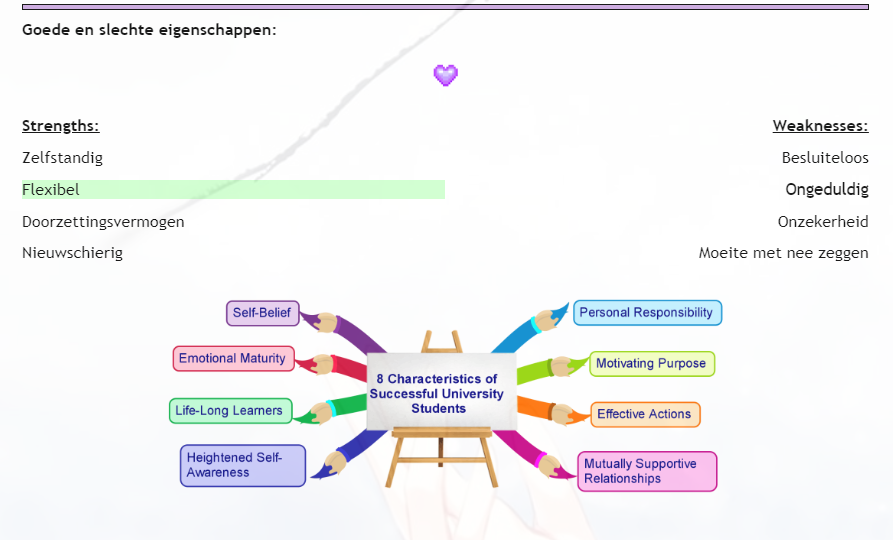 Goede en slechte eigenschappen:
Strengths:
Weaknesses:
Zelfstandig
Besluiteloos
Flexibel
Ongeduldig
Doorzettingsvermogen
Onzekerheid
Nieuwschierig
Moeite met nee zeggen
Self-Belief
Personal Responsibility
Emotional Maturity
Motivating Purpose
8 Characteristics of
Successful University
Students
Life-Long Learners
Effective Actions
Heightened Self-
Awareness
Mutually Supportive
Relationships